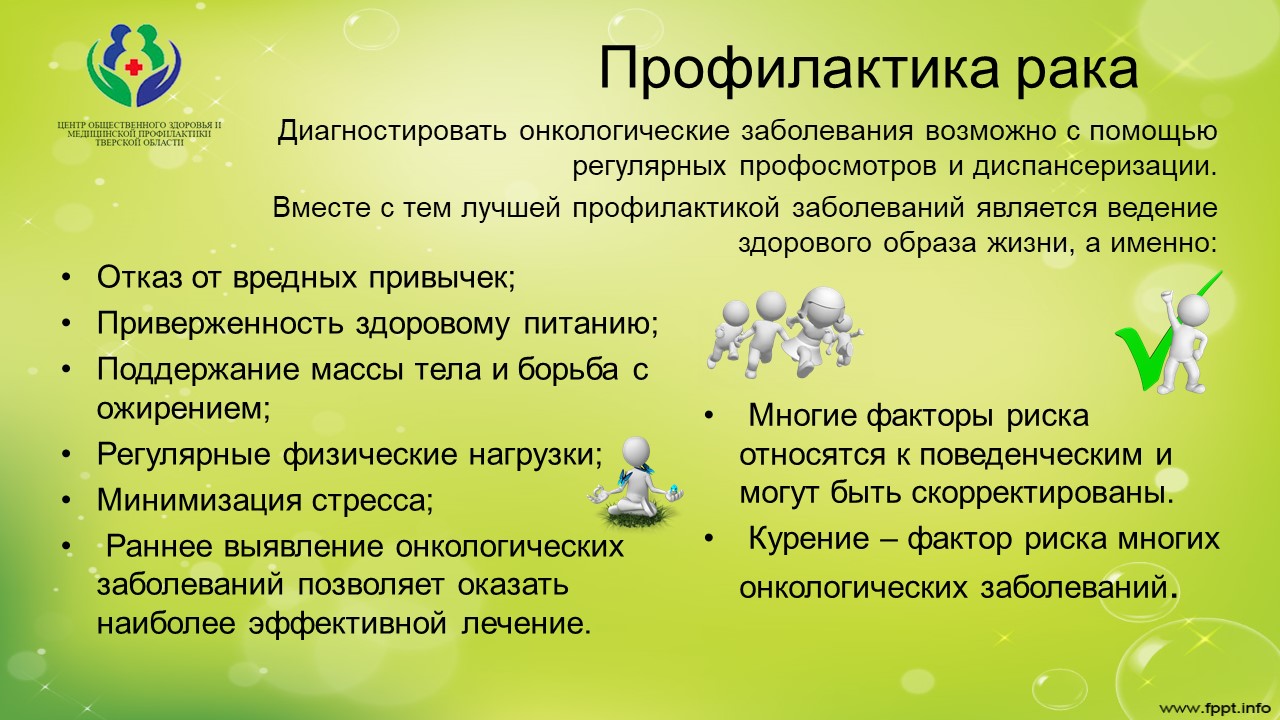 ЦЕНТР ОБЩЕСТВЕННОГО ЗДОРОВЬЯ И
МЕДИЦИНСКОЙ ПРОФИЛАКТИКИ
ТВЕРСКОЙ ОБЛАСТИ
Профилактика рака
Диагностировать онкологические заболевания возможно с помощью
регулярных профосмотров и диспансеризации.
Вместе с тем лучшей профилактикой заболеваний является ведение
здорового образа жизни, а именно:
• Отказ от вредных привычек;
• Приверженность здоровому питанию;
• Поддержание массы тела и борьба с
ожирением;
• Регулярные физические нагрузки;
• Минимизация стресса;
• Раннее выявление онкологических
заболеваний позволяет оказать
наиболее эффективной лечение.
• Многие факторы риска
относятся к поведенческим и
могут быть скорректированы.
• Курение – фактор риска многих
онкологических заболеваний.
www.fppt.info